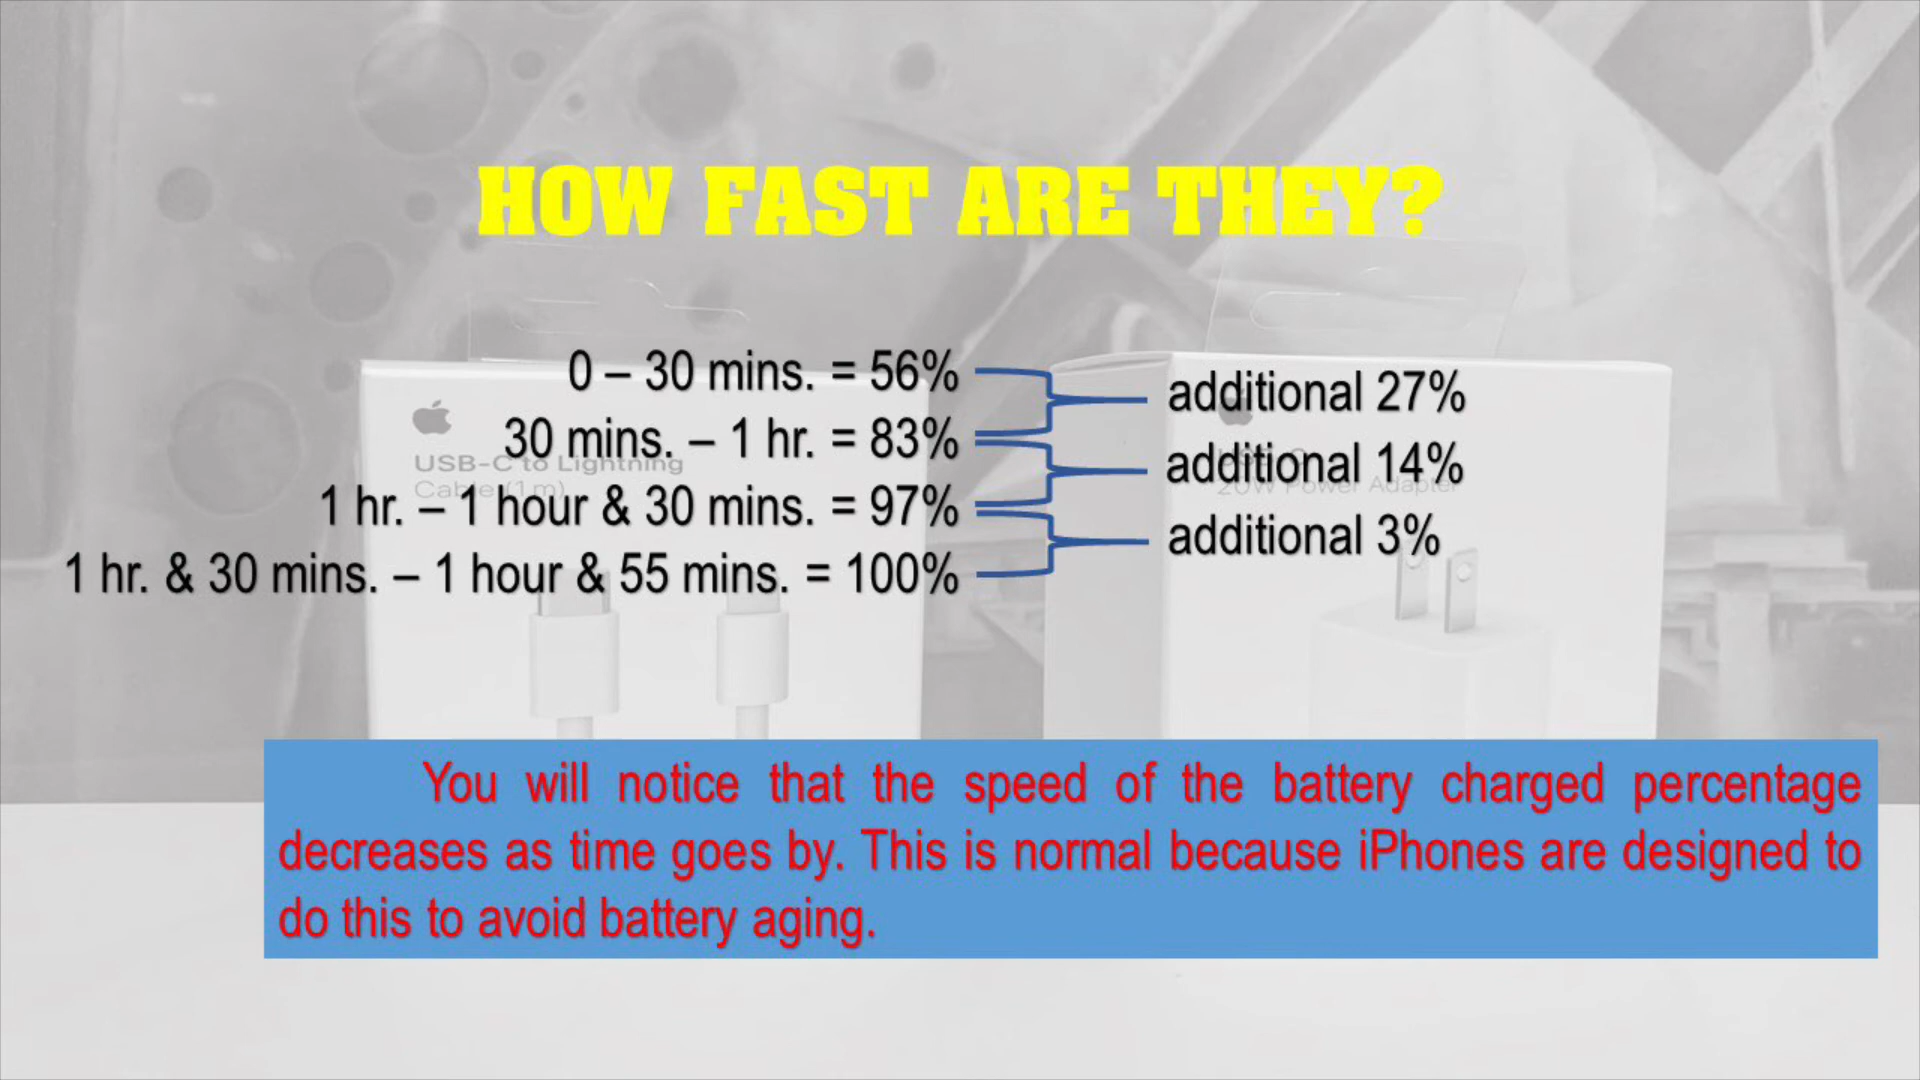 HOW FAST ARE THEY?
0 – 30 mins. = 56%
additional 27%
30 mins. – 1 hr. = 83%
additional 14%
1 hr. – 1 hour & 30 mins. = 97%
additional 3%
1 hr. & 30 mins. – 1 hour & 55 mins. = 100%
USB-C to Lightning
Cable (1 m)
20W Power Adapter
You will notice that the speed of the battery charged percentage
decreases as time goes by. This is normal because iPhones are designed to
do this to avoid battery aging.